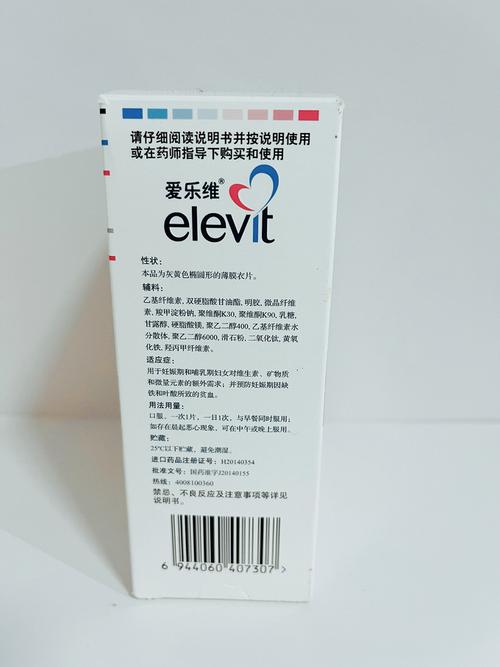 请仔细阅读说明书并按说明使用
或在药师指导下购买和使用
爱乐维®
elevit
性状：
本品为灰黄色椭圆形的薄膜衣片。
辅料：
乙基纤维素, 双硬脂酸甘油酯, 明胶, 微晶纤维
素, 羧甲淀粉钠, 聚维酮K30, 聚维酮K90, 乳糖,
甘露醇, 硬脂酸镁, 聚乙二醇400, 乙基纤维素水
分散体, 聚乙二醇6000, 滑石粉, 二氧化钛, 黄氧
化铁, 羟丙甲纤维素。
适应症：
用于妊娠期和哺乳期妇女对维生素、矿物质
和微量元素的额外需求；并预防妊娠期因缺
铁和叶酸所致的贫血。
用法用量：
口服。一次1片，一日1次，与早餐同时服用；
如存在晨起恶心现象，可在中午或晚上服用。
贮藏：
25℃以下贮藏，避免潮湿。
进口药品注册证号：H20140354
批准文号：国药准字J20140155
热线：4008100360
禁忌、不良反应及注意事项等详见
说明书。
6 944060 407307 >